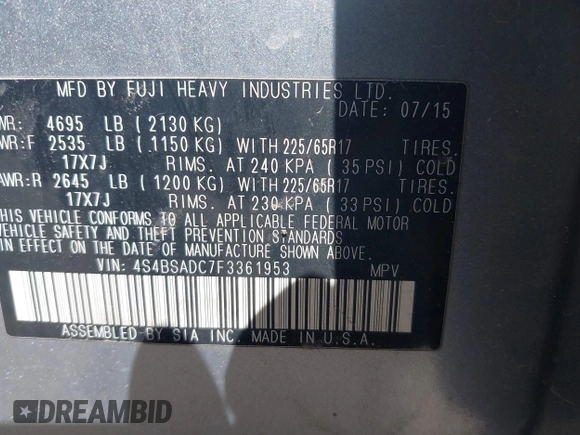 MFD BY FUJI HEAVY INDUSTRIES LTD.
DATE: 07/15
WR: 4695 LB ( 2130 KG)
WR:F 2535 LB ( 1150 KG) WITH 225/65R17 TIRES.
17X7J RIMS. AT 240 KPA ( 35 PSI) COLD
AWR:R 2645 LB ( 1200 KG) WITH 225/65R17 TIRES.
17X7J RIMS. AT 230 KPA ( 33 PSI) COLD
THIS VEHICLE CONFORMS TO ALL APPLICABLE FEDERAL MOTOR
VEHICLE SAFETY AND THEFT PREVENTION STANDARDS
IN EFFECT ON THE DATE OF MANUFACTURE SHOWN ABOVE.
VIN: 4S4BSADC7F3361953 MPV
ASSEMBLED BY SIA INC. MADE IN U.S.A.
DREAMBID